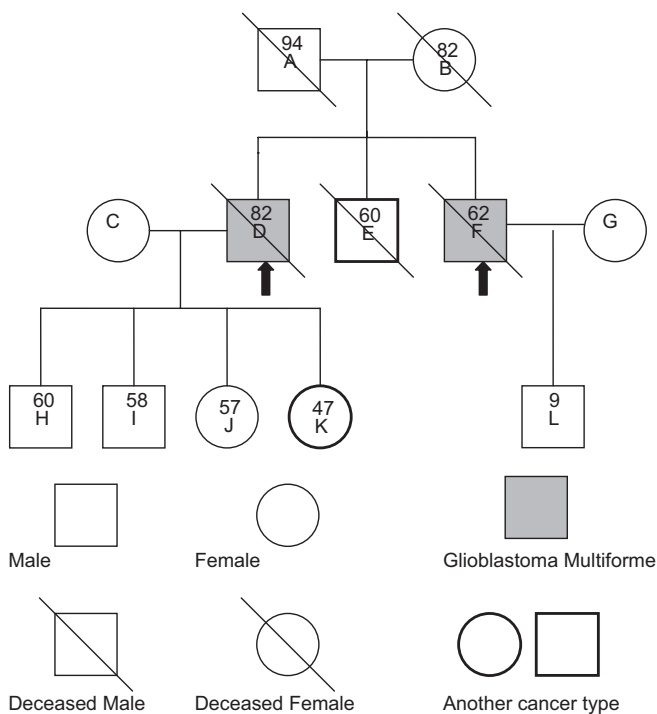 94
A
82
B
C
82
D
60
E
62
F
G
60
H
58
I
57
J
47
K
9
L
Male
Female
Glioblastoma Multiforme
Deceased Male
Deceased Female
Another cancer type